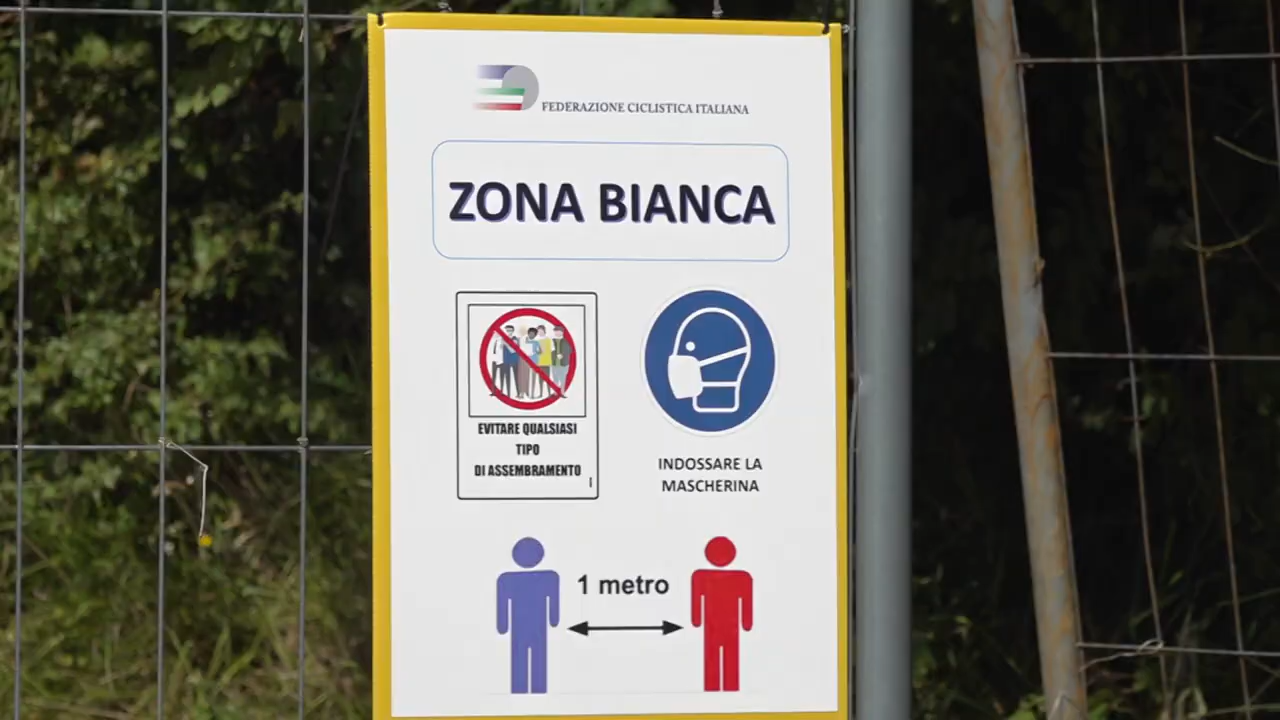 FEDERAZIONE CICLISTICA ITALIANA
ZONA BIANCA
EVITARE QUALSIASI
TIPO
DI ASSEMBRAMENTO
INDOSSARE LA
MASCHERINA
1 metro